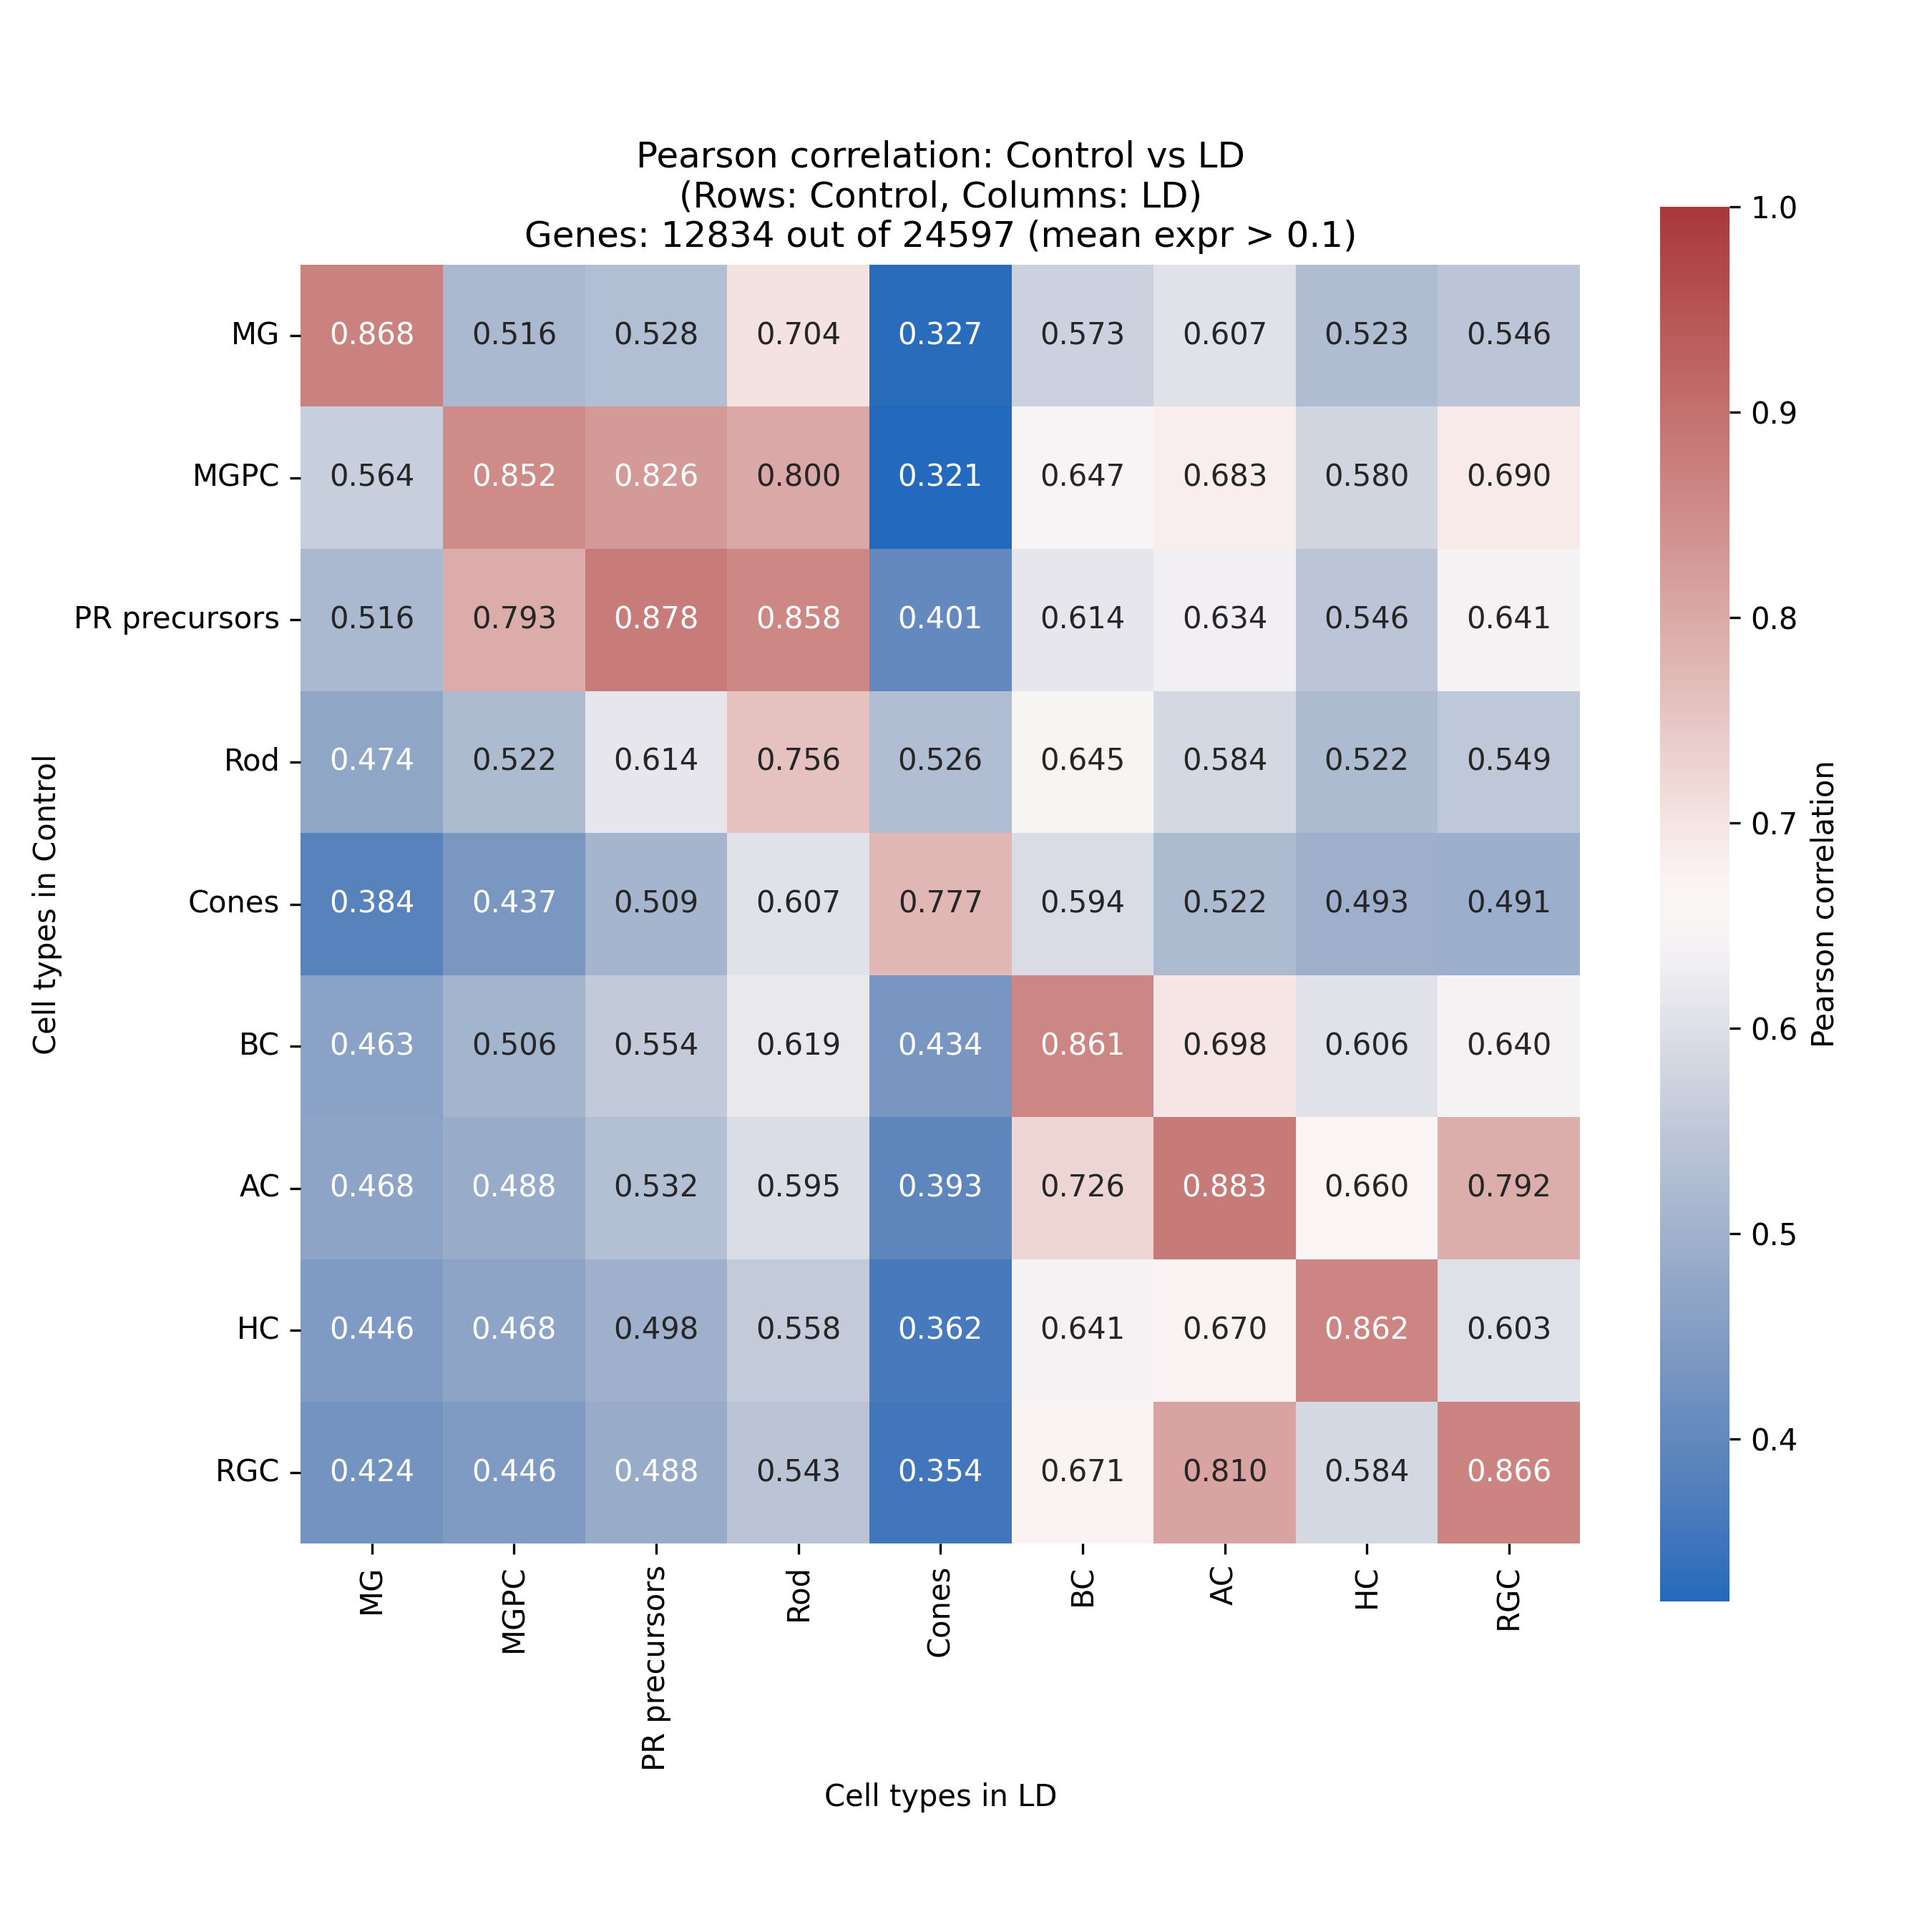 Pearson correlation: Control vs LD
(Rows: Control, Columns: LD)
Genes: 12834 out of 24597 (mean expr > 0.1)
Cell types in Control
MG 0.868 0.516 0.528 0.704 0.327 0.573 0.607 0.523 0.546
MGPC 0.564 0.852 0.826 0.800 0.321 0.647 0.683 0.580 0.690
PR precursors 0.516 0.793 0.878 0.858 0.401 0.614 0.634 0.546 0.641
Rod 0.474 0.522 0.614 0.756 0.526 0.645 0.584 0.522 0.549
Cones 0.384 0.437 0.509 0.607 0.777 0.594 0.522 0.493 0.491
BC 0.463 0.506 0.554 0.619 0.434 0.861 0.698 0.606 0.640
AC 0.468 0.488 0.532 0.595 0.393 0.726 0.883 0.660 0.792
HC 0.446 0.468 0.498 0.558 0.362 0.641 0.670 0.862 0.603
RGC 0.424 0.446 0.488 0.543 0.354 0.671 0.810 0.584 0.866
MG MGPC PR precursors Rod Cones BC AC HC RGC
Cell types in LD
1.0
0.9
0.8
0.7
0.6
0.5
0.4
Pearson correlation